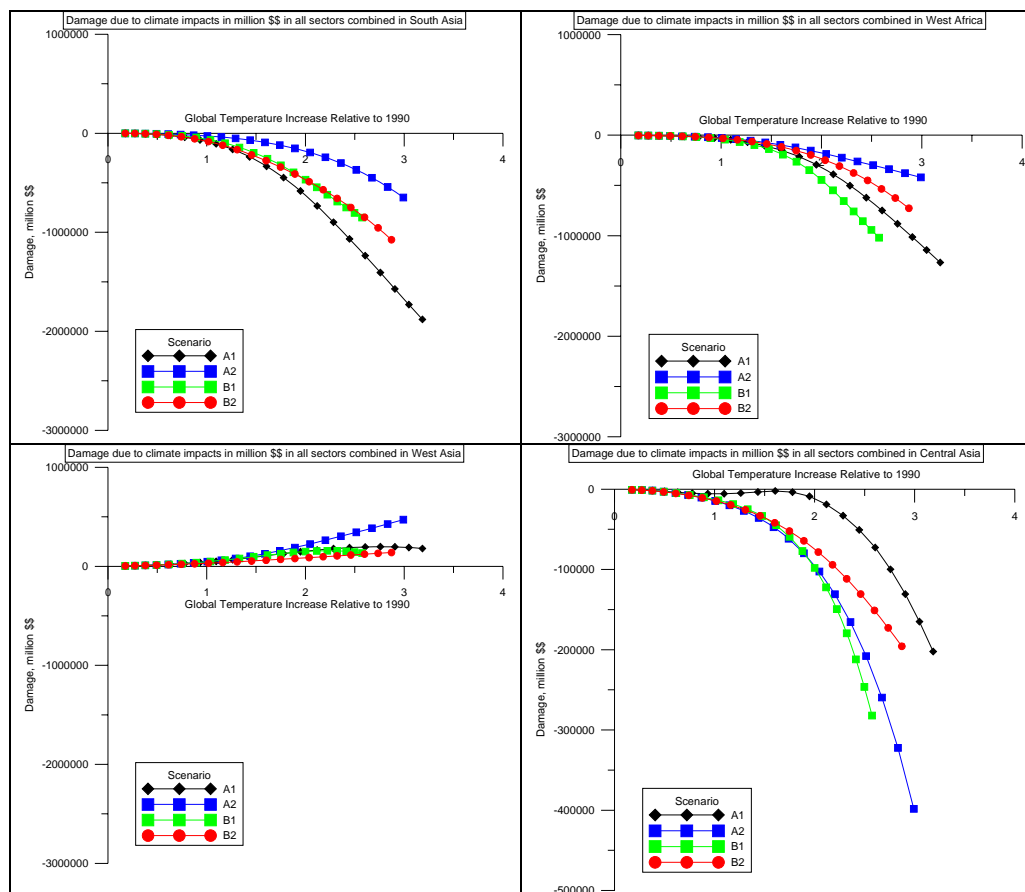 Damage due to climate impacts in million $$ in all sectors combined in South Asia
1000000
Global Temperature Increase Relative to 1990
0
0 1 2 3 4
Damage, million $$
-1000000
-2000000
-3000000
Scenario
A1
A2
B1
B2
Damage due to climate impacts in million $$ in all sectors combined in West Africa
1000000
Global Temperature Increase Relative to 1990
0
0 1 2 3 4
Damage, million $$
-1000000
-2000000
-3000000
Scenario
A1
A2
B1
B2
Damage due to climate impacts in million $$ in all sectors combined in West Asia
1000000
0
0 1 2 3 4
Global Temperature Increase Relative to 1990
Damage, million $$
-1000000
-2000000
-3000000
Scenario
A1
A2
B1
B2
Damage due to climate impacts in million $$ in all sectors combined in Central Asia
Global Temperature Increase Relative to 1990
0
0 1 2 3 4
-100000
-200000
Damage, million $$
-300000
-400000
-500000
Scenario
A1
A2
B1
B2